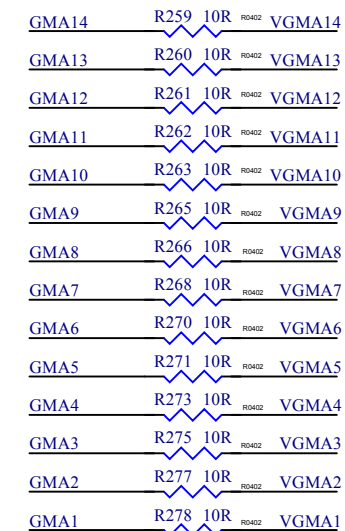 GMA14 R259 10R R0402 VGMA14
GMA13 R260 10R R0402 VGMA13
GMA12 R261 10R R0402 VGMA12
GMA11 R262 10R R0402 VGMA11
GMA10 R263 10R R0402 VGMA10
GMA9 R265 10R R0402 VGMA9
GMA8 R266 10R R0402 VGMA8
GMA7 R268 10R R0402 VGMA7
GMA6 R270 10R R0402 VGMA6
GMA5 R271 10R R0402 VGMA5
GMA4 R273 10R R0402 VGMA4
GMA3 R275 10R R0402 VGMA3
GMA2 R277 10R R0402 VGMA2
GMA1 R278 10R R0402 VGMA1